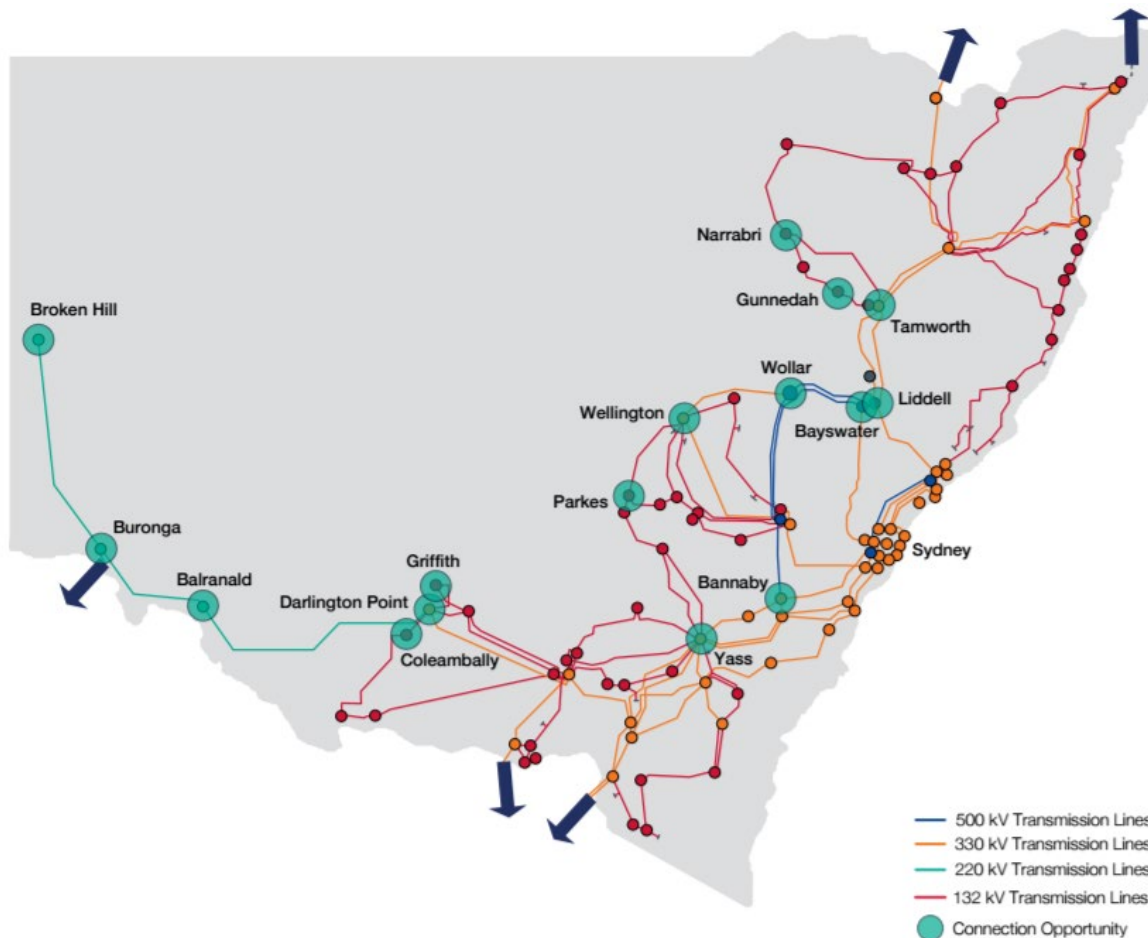 Narrabri
Gunnedah
Tamworth
Broken Hill
Wollar
Liddell
Wellington
Bayswater
Parkes
Buronga
Sydney
Griffith
Balranald
Bannaby
Darlington Point
Coleambally
Yass
500 kV Transmission Lines
330 kV Transmission Lines
220 kV Transmission Lines
132 kV Transmission Lines
Connection Opportunity